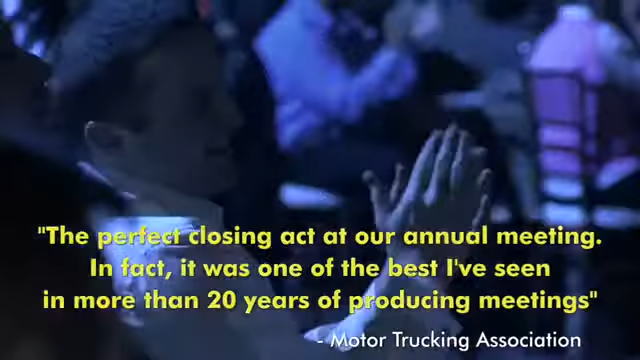 "The perfect closing act at our annual meeting.
In fact, it was one of the best I've seen
in more than 20 years of producing meetings"
- Motor Trucking Association